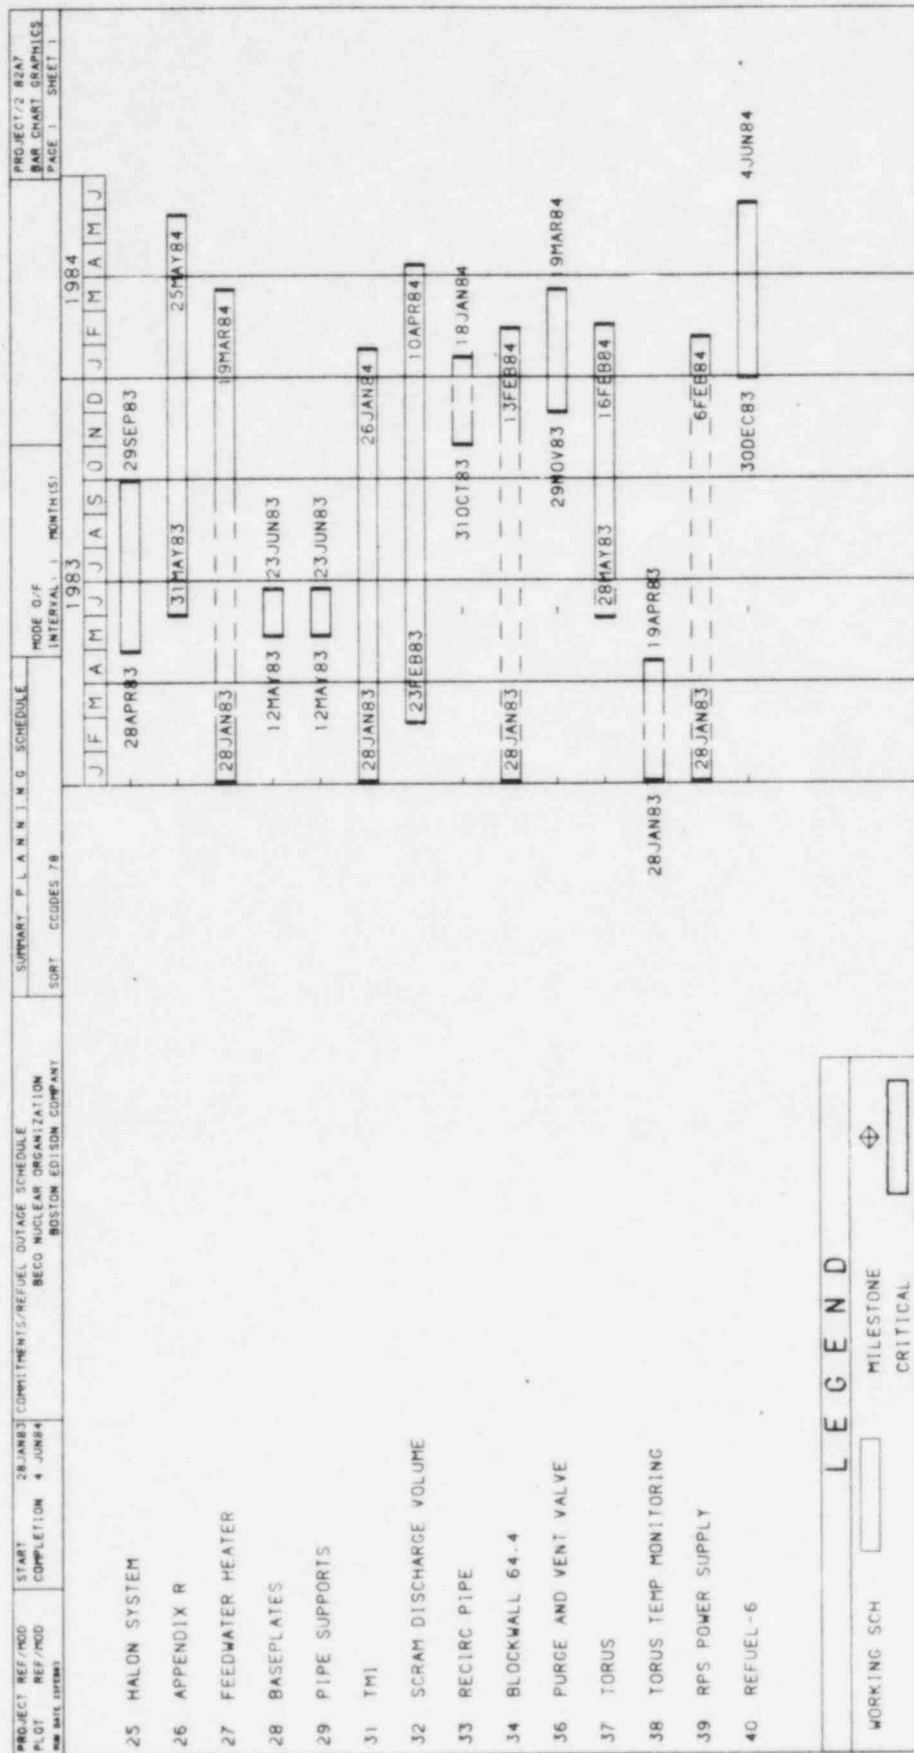 PROJECT REF/MOD START 28JAN83 COMMITMENTS/REFUEL OUTAGE SCHEDULE SUMMARY P L A N N I N G SCHEDULE PROJECT/2 82A7
PLOT REF/MOD COMPLETION 4 JUN84 BECO NUCLEAR ORGANIZATION BAR CHART GRAPHICS
RUN DATE BOSTON EDISON COMPANY SORT CCODES 78 MODE O/F
INTERVAL: 1 MONTH(S) PAGE 1 SHEET 1
1983 1984
J F M A M J J A S O N D J F M A M J
25 HALON SYSTEM 28APR83 29SEP83
26 APPENDIX R 31MAY83 25MAY84
27 FEEDWATER HEATER 28JAN83 19MAR84
28 BASEPLATES 12MAY83 23JUN83
29 PIPE SUPPORTS 12MAY83 23JUN83
31 TMI 28JAN83 26JAN84
32 SCRAM DISCHARGE VOLUME 23FEB83 10APR84
33 RECIRC PIPE 31OCT83 18JAN84
34 BLOCKWALL 64.4 28JAN83 13FEB84
36 PURGE AND VENT VALVE 29NOV83 19MAR84
37 TORUS 28MAY83 16FEB84
38 TORUS TEMP MONITORING 28JAN83 19APR83
39 RPS POWER SUPPLY 28JAN83 6FEB84
40 REFUEL-6 30DEC83 4JUN84
L E G E N D
WORKING SCH MILESTONE
CRITICAL